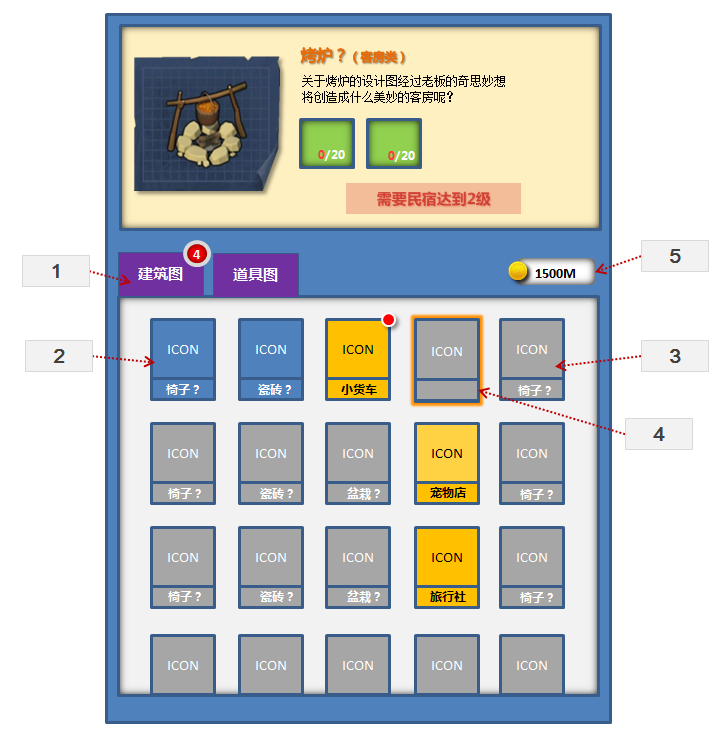 烤炉？（客房类）
关于烤炉的设计图经过老板的奇思妙想
将创造成什么美妙的客房呢？
0/20
0/20
需要民宿达到2级
建筑图
4
道具图
1500M
1
5
ICON
ICON
ICON
ICON
ICON
椅子？
瓷砖？
小货车
椅子？
2
3
4
ICON
ICON
ICON
ICON
ICON
椅子？
瓷砖？
盆栽？
宠物店
椅子？
ICON
ICON
ICON
ICON
ICON
椅子？
瓷砖？
盆栽？
旅行社
椅子？
ICON
ICON
ICON
ICON
ICON